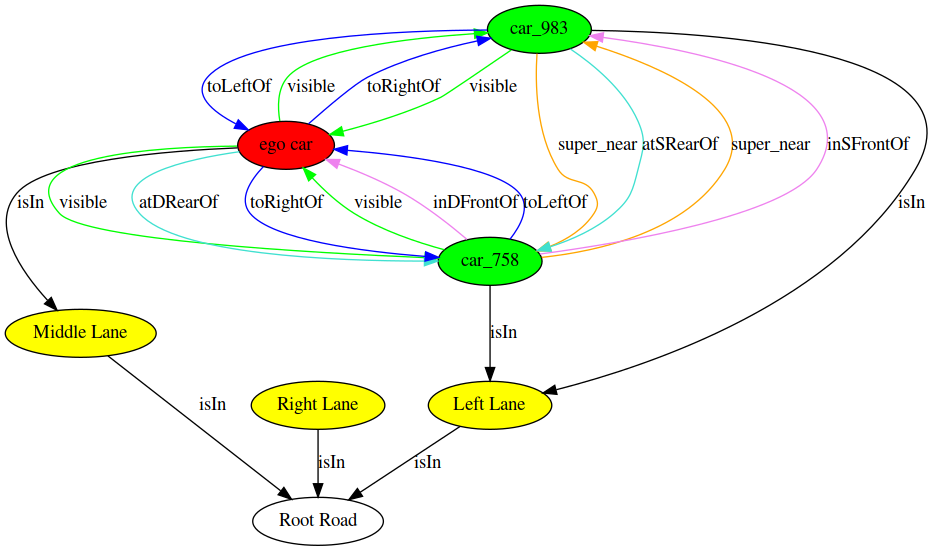 car_983
toLeftOf
visible
toRightOf
visible
ego car
super_near
atSRearOf
super_near
inSFrontOf
isIn
visible
atDRearOf
toRightOf
visible
inDFrontOf
toLeftOf
isIn
car_758
Middle Lane
isIn
isIn
Right Lane
Left Lane
isIn
isIn
Root Road